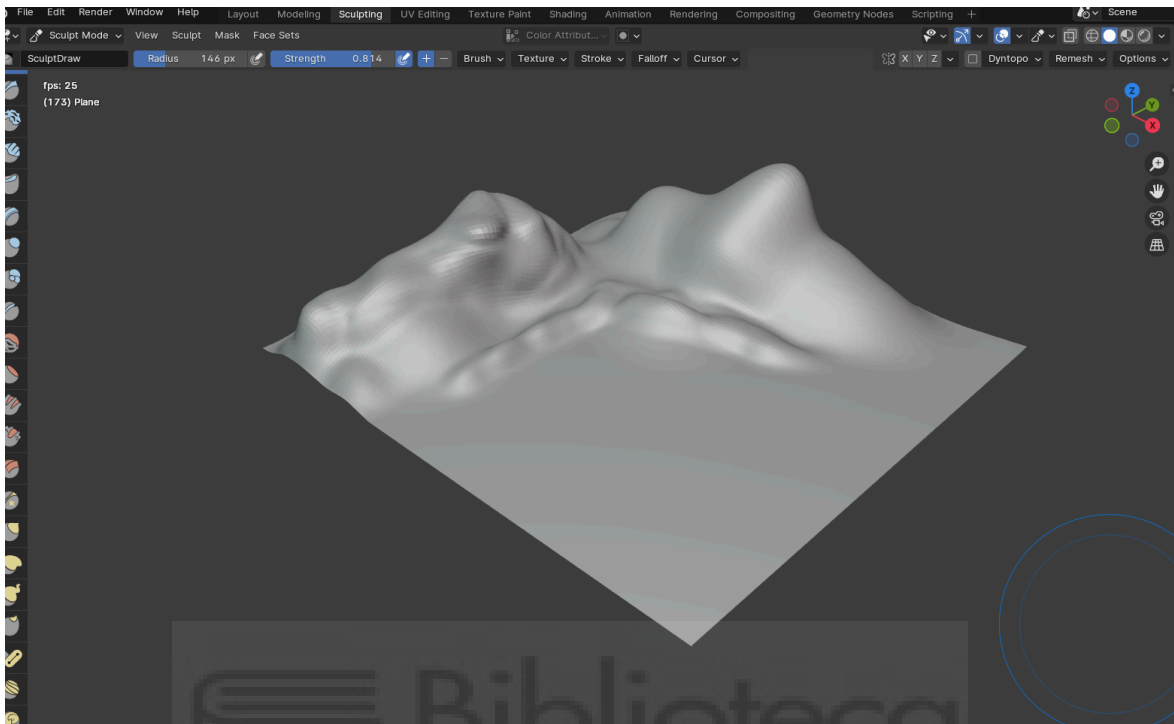 File Edit Render Window Help Layout Modeling Sculpting UV Editing Texture Paint Shading Animation Rendering Compositing Geometry Nodes Scripting + Scene
Sculpt Mode View Sculpt Mask Face Sets Color Attribut...
SculptDraw Radius 146 px Strength 0.814 + − Brush Texture Stroke Falloff Cursor X Y Z Dyntopo Remesh Options
fps: 25
(173) Plane
Z
Y
X
Biblioteca